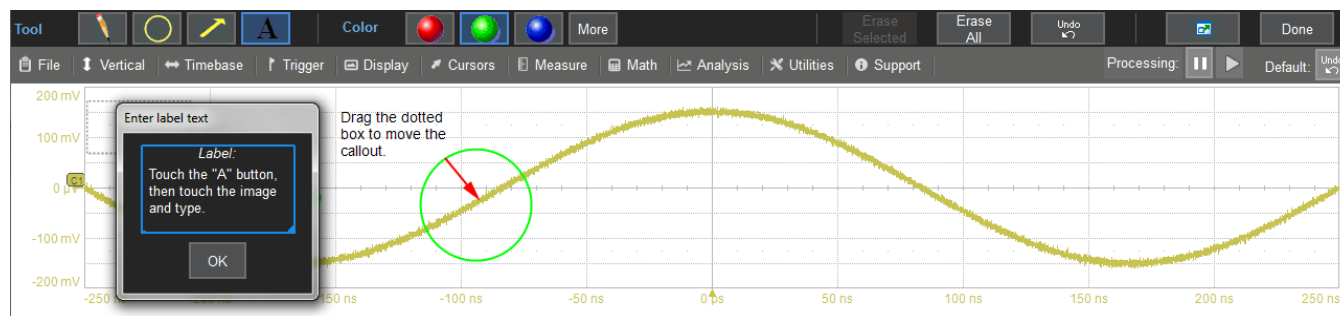 Tool A Color More Erase Selected Erase All Undo Done
File Vertical Timebase Trigger Display Cursors Measure Math Analysis Utilities Support Processing: Default: Undo
200 mV
100 mV
0 µV
-100 mV
-200 mV
C1
Enter label text
Label:
Touch the "A" button,
then touch the image
and type.
OK
Drag the dotted
box to move the
callout.
-250 ns
-100 ns
-50 ns
0 ps
50 ns
100 ns
150 ns
200 ns
250 ns